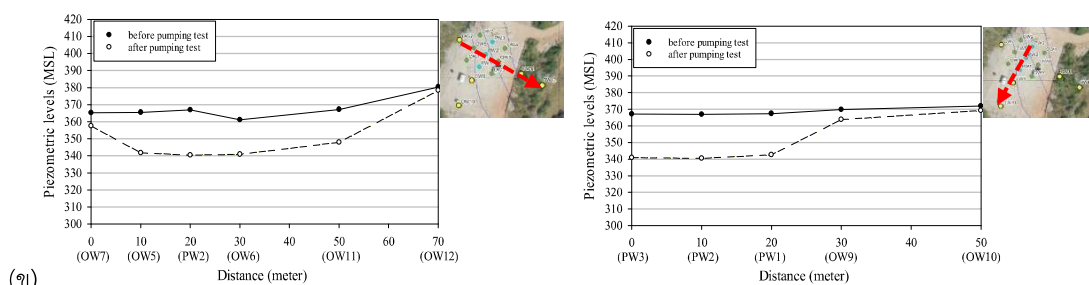 420
410
400
390
380
370
360
350
340
330
320
310
300
before pumping test
after pumping test
Piezometric levels (MSL)
0 10 20 30 40 50 60 70
(OW7) (OW5) (PW2) (OW6) (OW11) (OW12)
Distance (meter)
(ข)
420
410
400
390
380
370
360
350
340
330
320
310
300
before pumping test
after pumping test
Piezometric levels (MSL)
0 10 20 30 40 50
(PW3) (PW2) (PW1) (OW9) (OW10)
Distance (meter)